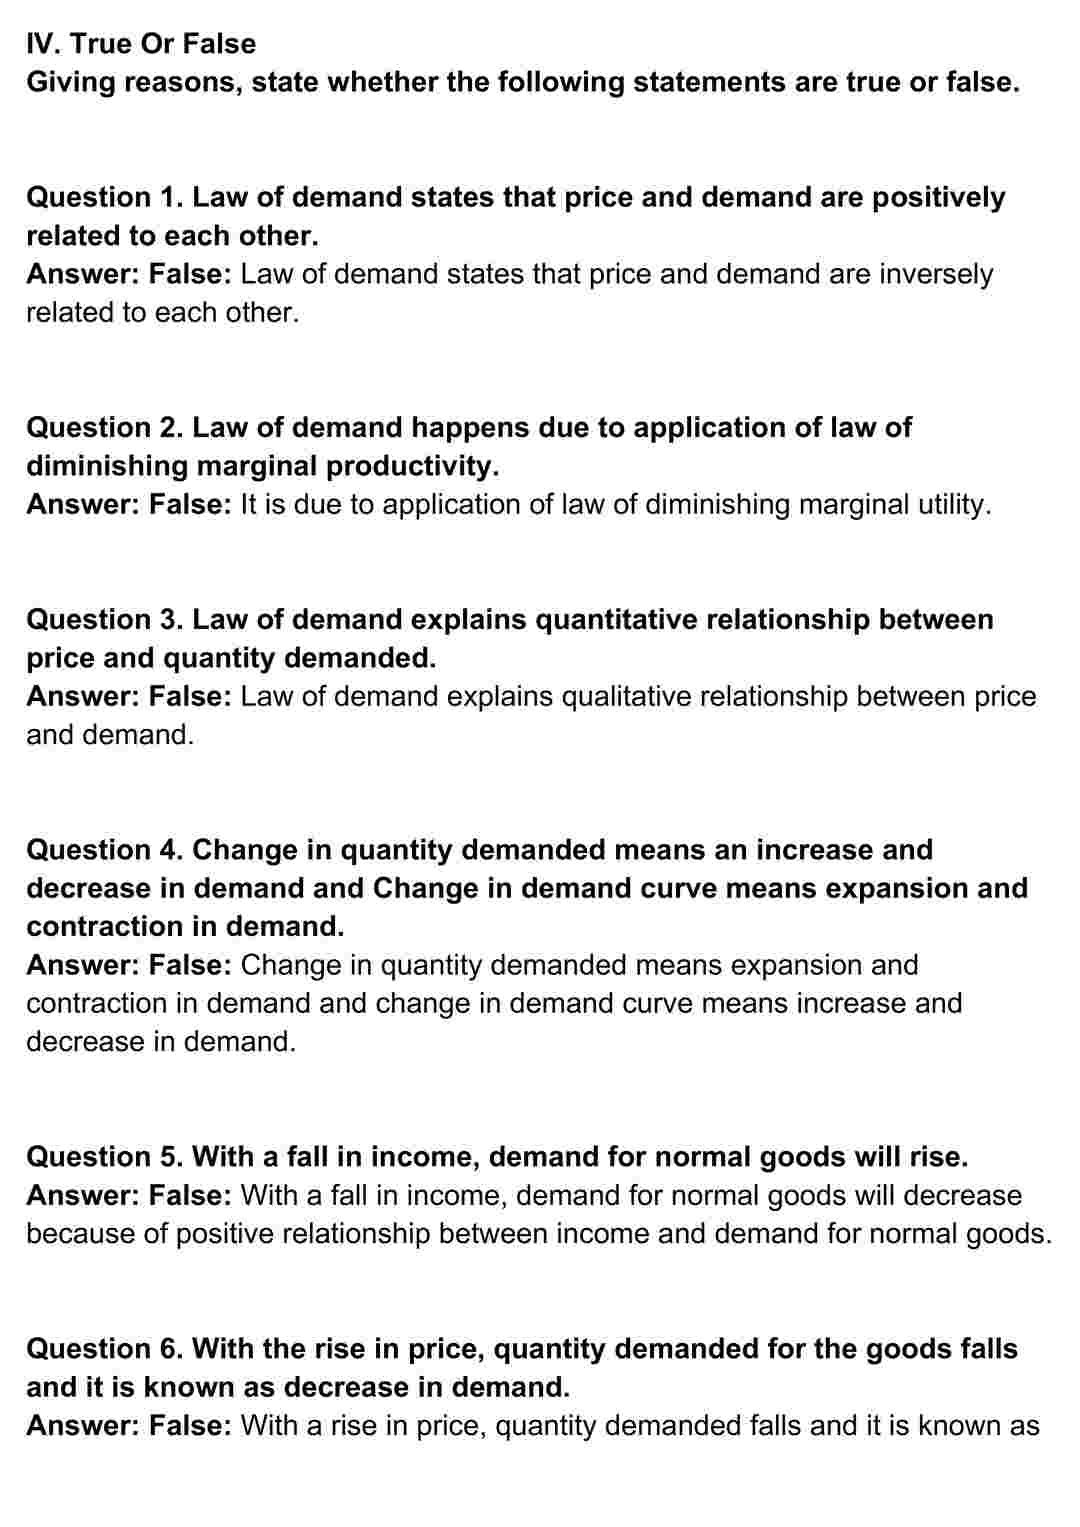 IV. True Or False
Giving reasons, state whether the following statements are true or false.
Question 1. Law of demand states that price and demand are positively
related to each other.
Answer: False: Law of demand states that price and demand are inversely
related to each other.
Question 2. Law of demand happens due to application of law of
diminishing marginal productivity.
Answer: False: It is due to application of law of diminishing marginal utility.
Question 3. Law of demand explains quantitative relationship between
price and quantity demanded.
Answer: False: Law of demand explains qualitative relationship between price
and demand.
Question 4. Change in quantity demanded means an increase and
decrease in demand and Change in demand curve means expansion and
contraction in demand.
Answer: False: Change in quantity demanded means expansion and
contraction in demand and change in demand curve means increase and
decrease in demand.
Question 5. With a fall in income, demand for normal goods will rise.
Answer: False: With a fall in income, demand for normal goods will decrease
because of positive relationship between income and demand for normal goods.
Question 6. With the rise in price, quantity demanded for the goods falls
and it is known as decrease in demand.
Answer: False: With a rise in price, quantity demanded falls and it is known as